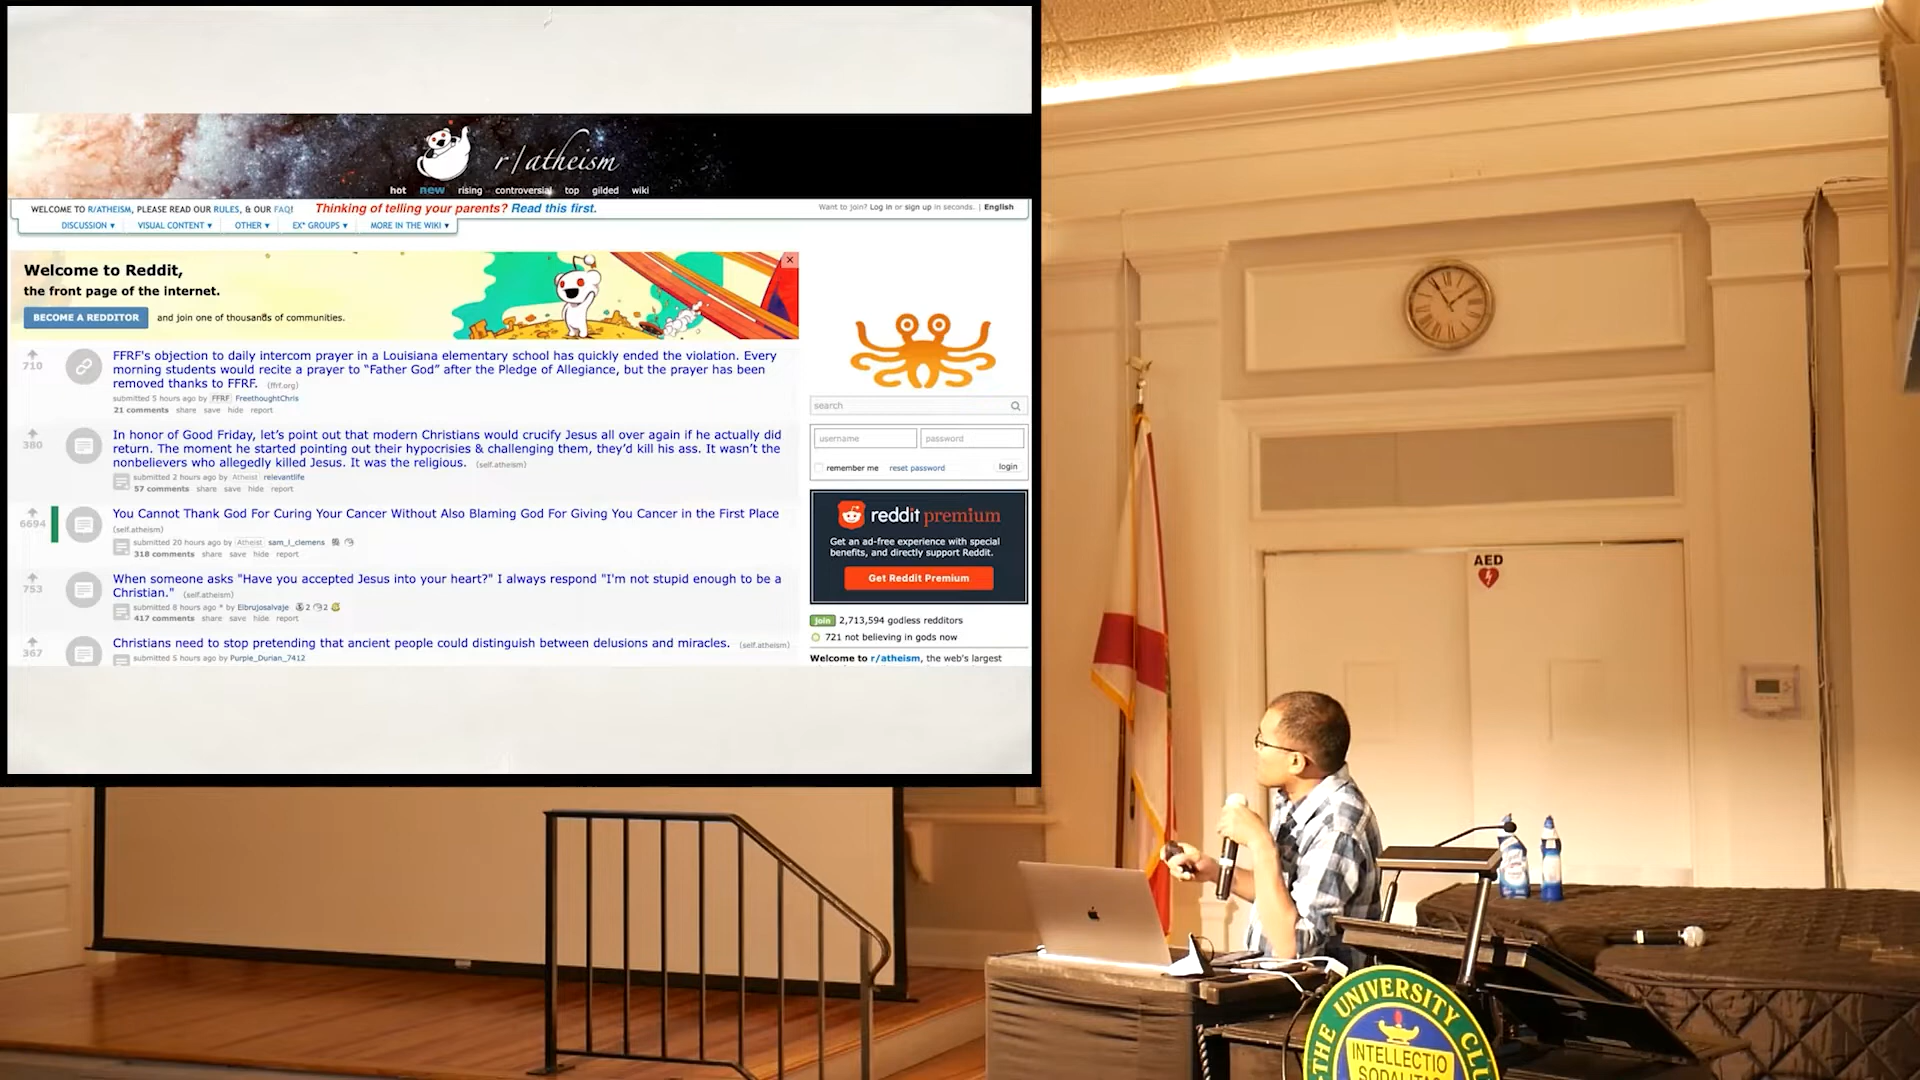 r/atheism
hot new rising controversial top gilded wiki
WELCOME TO R/ATHEISM, PLEASE READ OUR RULES, & OUR FAQ! Thinking of telling your parents? Read this first.
Want to join? Log in or sign up in seconds. | English
DISCUSSION ▾ VISUAL CONTENT ▾ OTHER ▾ EX* GROUPS ▾ MORE IN THE WIKI ▾
Welcome to Reddit,
the front page of the internet.
BECOME A REDDITOR and join one of thousands of communities.
710
FFRF's objection to daily intercom prayer in a Louisiana elementary school has quickly ended the violation. Every
morning students would recite a prayer to “Father God” after the Pledge of Allegiance, but the prayer has been
removed thanks to FFRF. (ffrf.org)
submitted 5 hours ago by FFRF FreethoughtChris
21 comments share save hide report
380
In honor of Good Friday, let’s point out that modern Christians would crucify Jesus all over again if he actually did
return. The moment he started pointing out their hypocrisies & challenging them, they’d kill his ass. It wasn’t the
nonbelievers who allegedly killed Jesus. It was the religious. (self.atheism)
submitted 2 hours ago by Atheist relevantlife
57 comments share save hide report
6694
You Cannot Thank God For Curing Your Cancer Without Also Blaming God For Giving You Cancer in the First Place
(self.atheism)
submitted 20 hours ago by Atheist sam_l_clemens
318 comments share save hide report
753
When someone asks "Have you accepted Jesus into your heart?" I always respond "I'm not stupid enough to be a
Christian." (self.atheism)
submitted 8 hours ago * by Elbrujosalvaje 2 2
417 comments share save hide report
367
Christians need to stop pretending that ancient people could distinguish between delusions and miracles. (self.atheism)
submitted 5 hours ago by Purple_Durian_7412
search
username password
remember me reset password login
reddit premium
Get an ad-free experience with special
benefits, and directly support Reddit.
Get Reddit Premium
join 2,713,594 godless redditors
721 not believing in gods now
Welcome to r/atheism, the web's largest
AED
THE UNIVERSITY CLU
INTELLECTIO